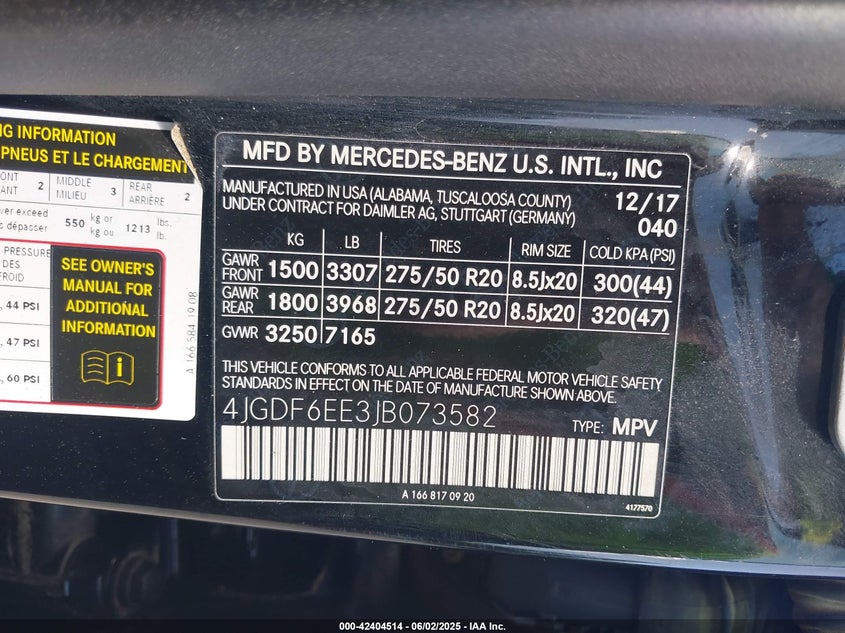 NG INFORMATION
PNEUS ET LE CHARGEMENT
ONT 2 MIDDLE 3 REAR 2
ANT MILIEU ARRIÈRE
ver exceed 550 kg or 1213 lbs.
s dépasser kg ou lb.
PRESSURE
DES
FROID
, 44 PSI
, 47 PSI
, 60 PSI
SEE OWNER'S
MANUAL FOR
ADDITIONAL
INFORMATION
i
A 166 584 19 08
MFD BY MERCEDES-BENZ U.S. INTL., INC
MANUFACTURED IN USA (ALABAMA, TUSCALOOSA COUNTY) 12/17
UNDER CONTRACT FOR DAIMLER AG, STUTTGART (GERMANY) 040
KG LB TIRES RIM SIZE COLD KPA (PSI)
GAWR FRONT 1500 3307 275/50 R20 8.5Jx20 300(44)
GAWR REAR 1800 3968 275/50 R20 8.5Jx20 320(47)
GVWR 3250 7165
THIS VEHICLE CONFORMS TO ALL APPLICABLE FEDERAL MOTOR VEHICLE SAFETY
STANDARDS IN EFFECT ON THE DATE OF MANUFACTURE SHOWN ABOVE.
4JGDF6EE3JB073582 TYPE: MPV
A 166 817 09 20
4177570
000-42404514 - 06/02/2025 - IAA Inc.